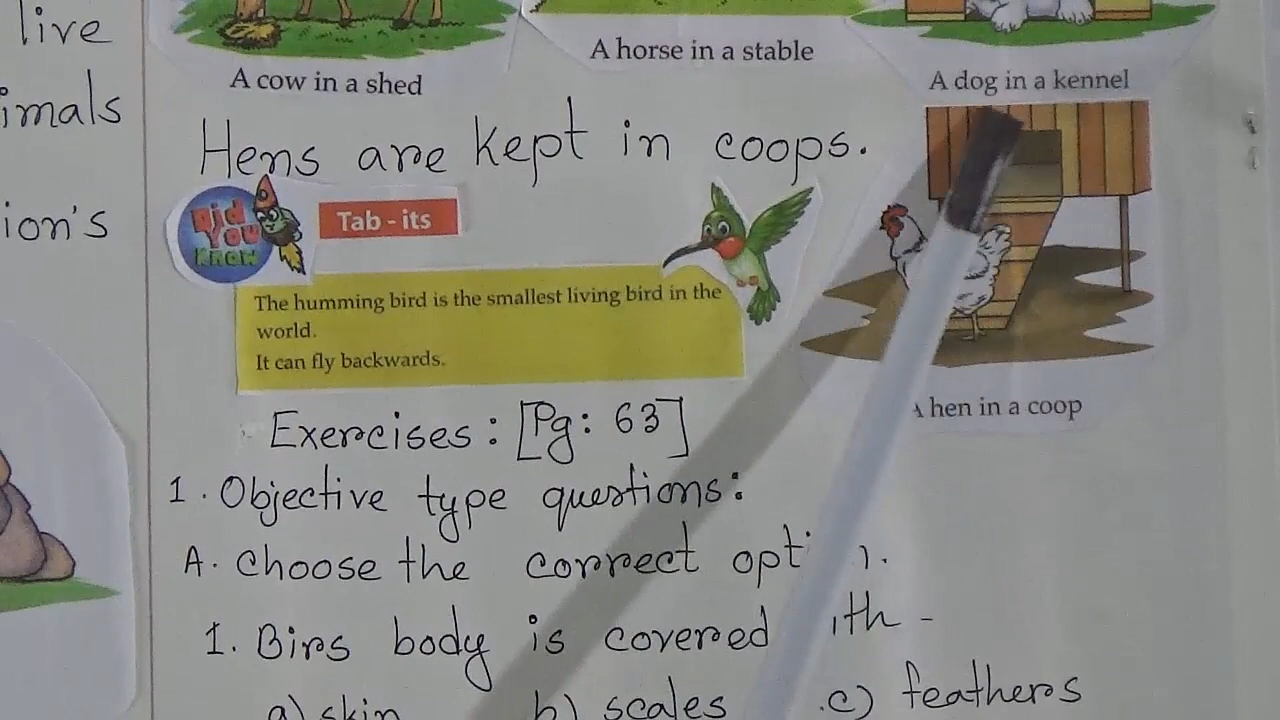 live
imals
ion's
A cow in a shed
A horse in a stable
A dog in a kennel
Hens are kept in coops.
Did You Know
Tab - its
The humming bird is the smallest living bird in the
world.
It can fly backwards.
A hen in a coop
Exercises : [Pg: 63]
1. Objective type questions:
A. Choose the correct opti n.
1. Birs body is covered ith -
a) skin b) scales c) feathers